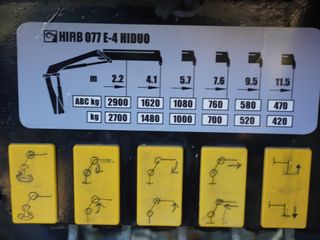 HIAB 077 E-4 HIDUO
m 2.2 4.1 5.7 7.6 9.5 11.5
ABC kg 2900 1620 1080 760 580 470
kg 2700 1480 1000 700 520 420